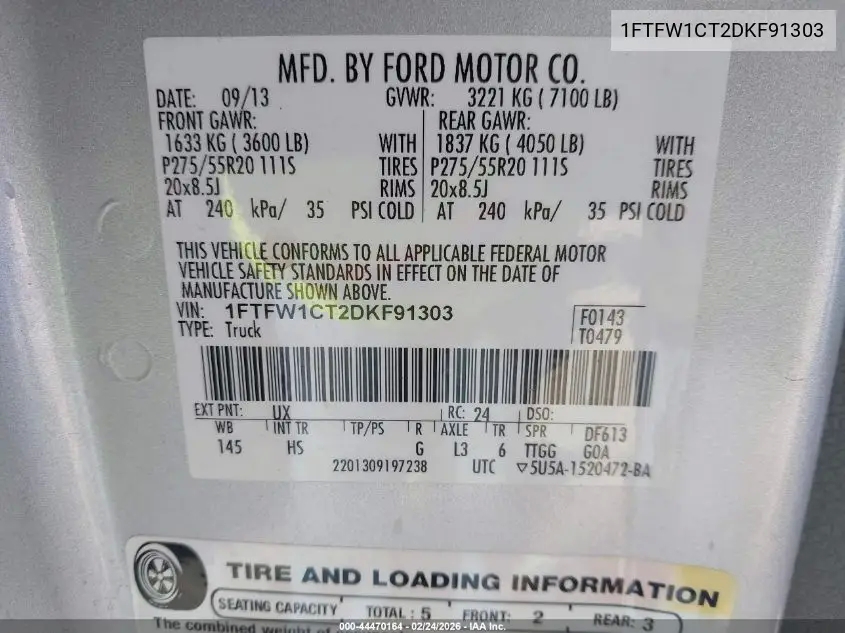 1FTFW1CT2DKF91303
MFD. BY FORD MOTOR CO.
DATE: 09/13 GVWR: 3221 KG ( 7100 LB)
FRONT GAWR: REAR GAWR:
1633 KG ( 3600 LB) WITH 1837 KG ( 4050 LB) WITH
P275/55R20 111S TIRES P275/55R20 111S TIRES
20x8.5J RIMS 20x8.5J RIMS
AT 240 kPa/ 35 PSI COLD AT 240 kPa/ 35 PSI COLD
THIS VEHICLE CONFORMS TO ALL APPLICABLE FEDERAL MOTOR
VEHICLE SAFETY STANDARDS IN EFFECT ON THE DATE OF
MANUFACTURE SHOWN ABOVE.
VIN: 1FTFW1CT2DKF91303 F0143
TYPE: Truck T0479
EXT PNT: UX RC: 24 DSO:
WB INT TR TP/PS R AXLE TR SPR DF613
145 HS G L3 6 TTGG GOA
2201309197238 UTC ▽5U5A-1520472-BA
TIRE AND LOADING INFORMATION
SEATING CAPACITY TOTAL : 5 FRONT: 2 REAR: 3
The combined weight of
000-44470164 - 02/24/2026 - IAA Inc.